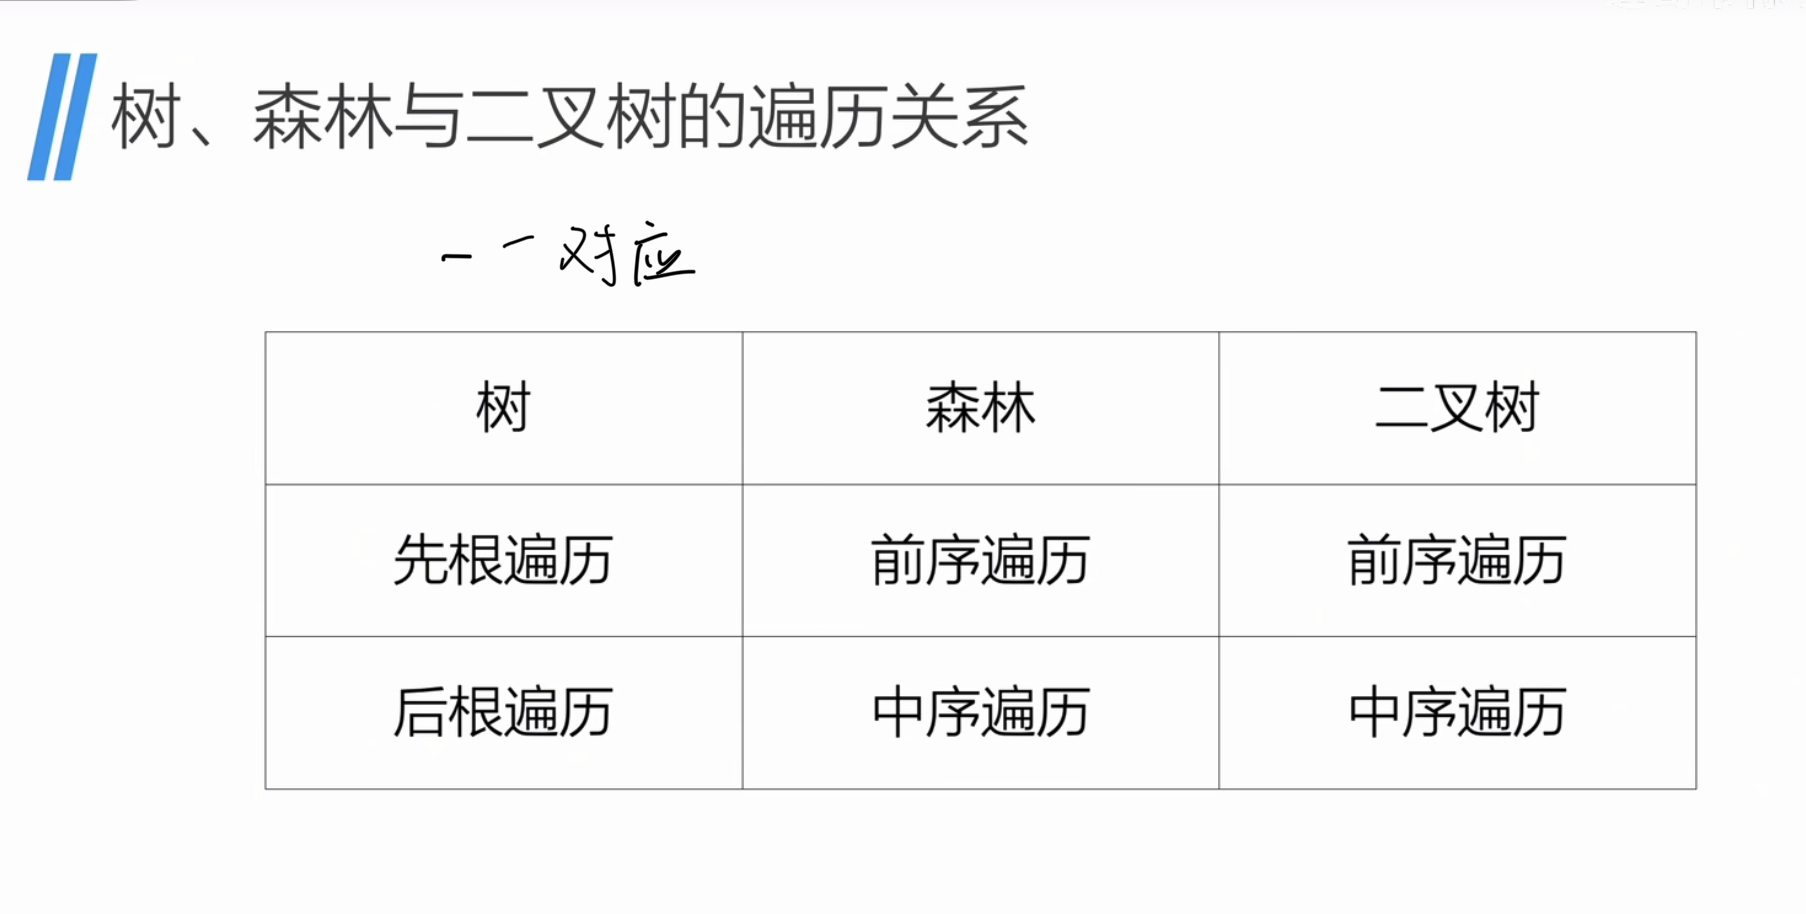 树、森林与二叉树的遍历关系
一一对应
树 森林 二叉树
先根遍历 前序遍历 前序遍历
后根遍历 中序遍历 中序遍历